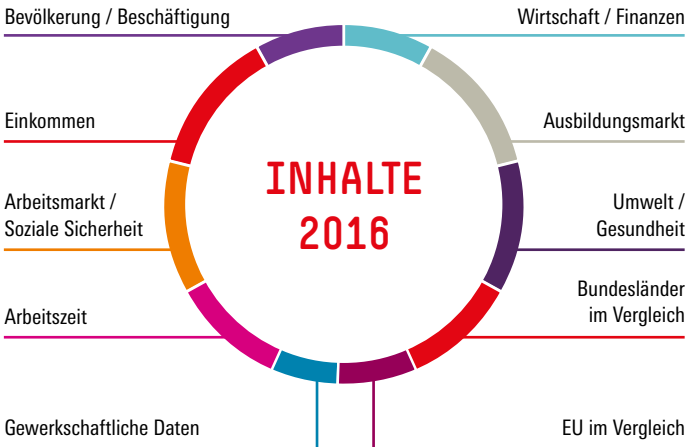 Bevölkerung / Beschäftigung
Wirtschaft / Finanzen
Einkommen
Ausbildungsmarkt
INHALTE
2016
Arbeitsmarkt /
Soziale Sicherheit
Umwelt /
Gesundheit
Arbeitszeit
Bundesländer
im Vergleich
Gewerkschaftliche Daten
EU im Vergleich